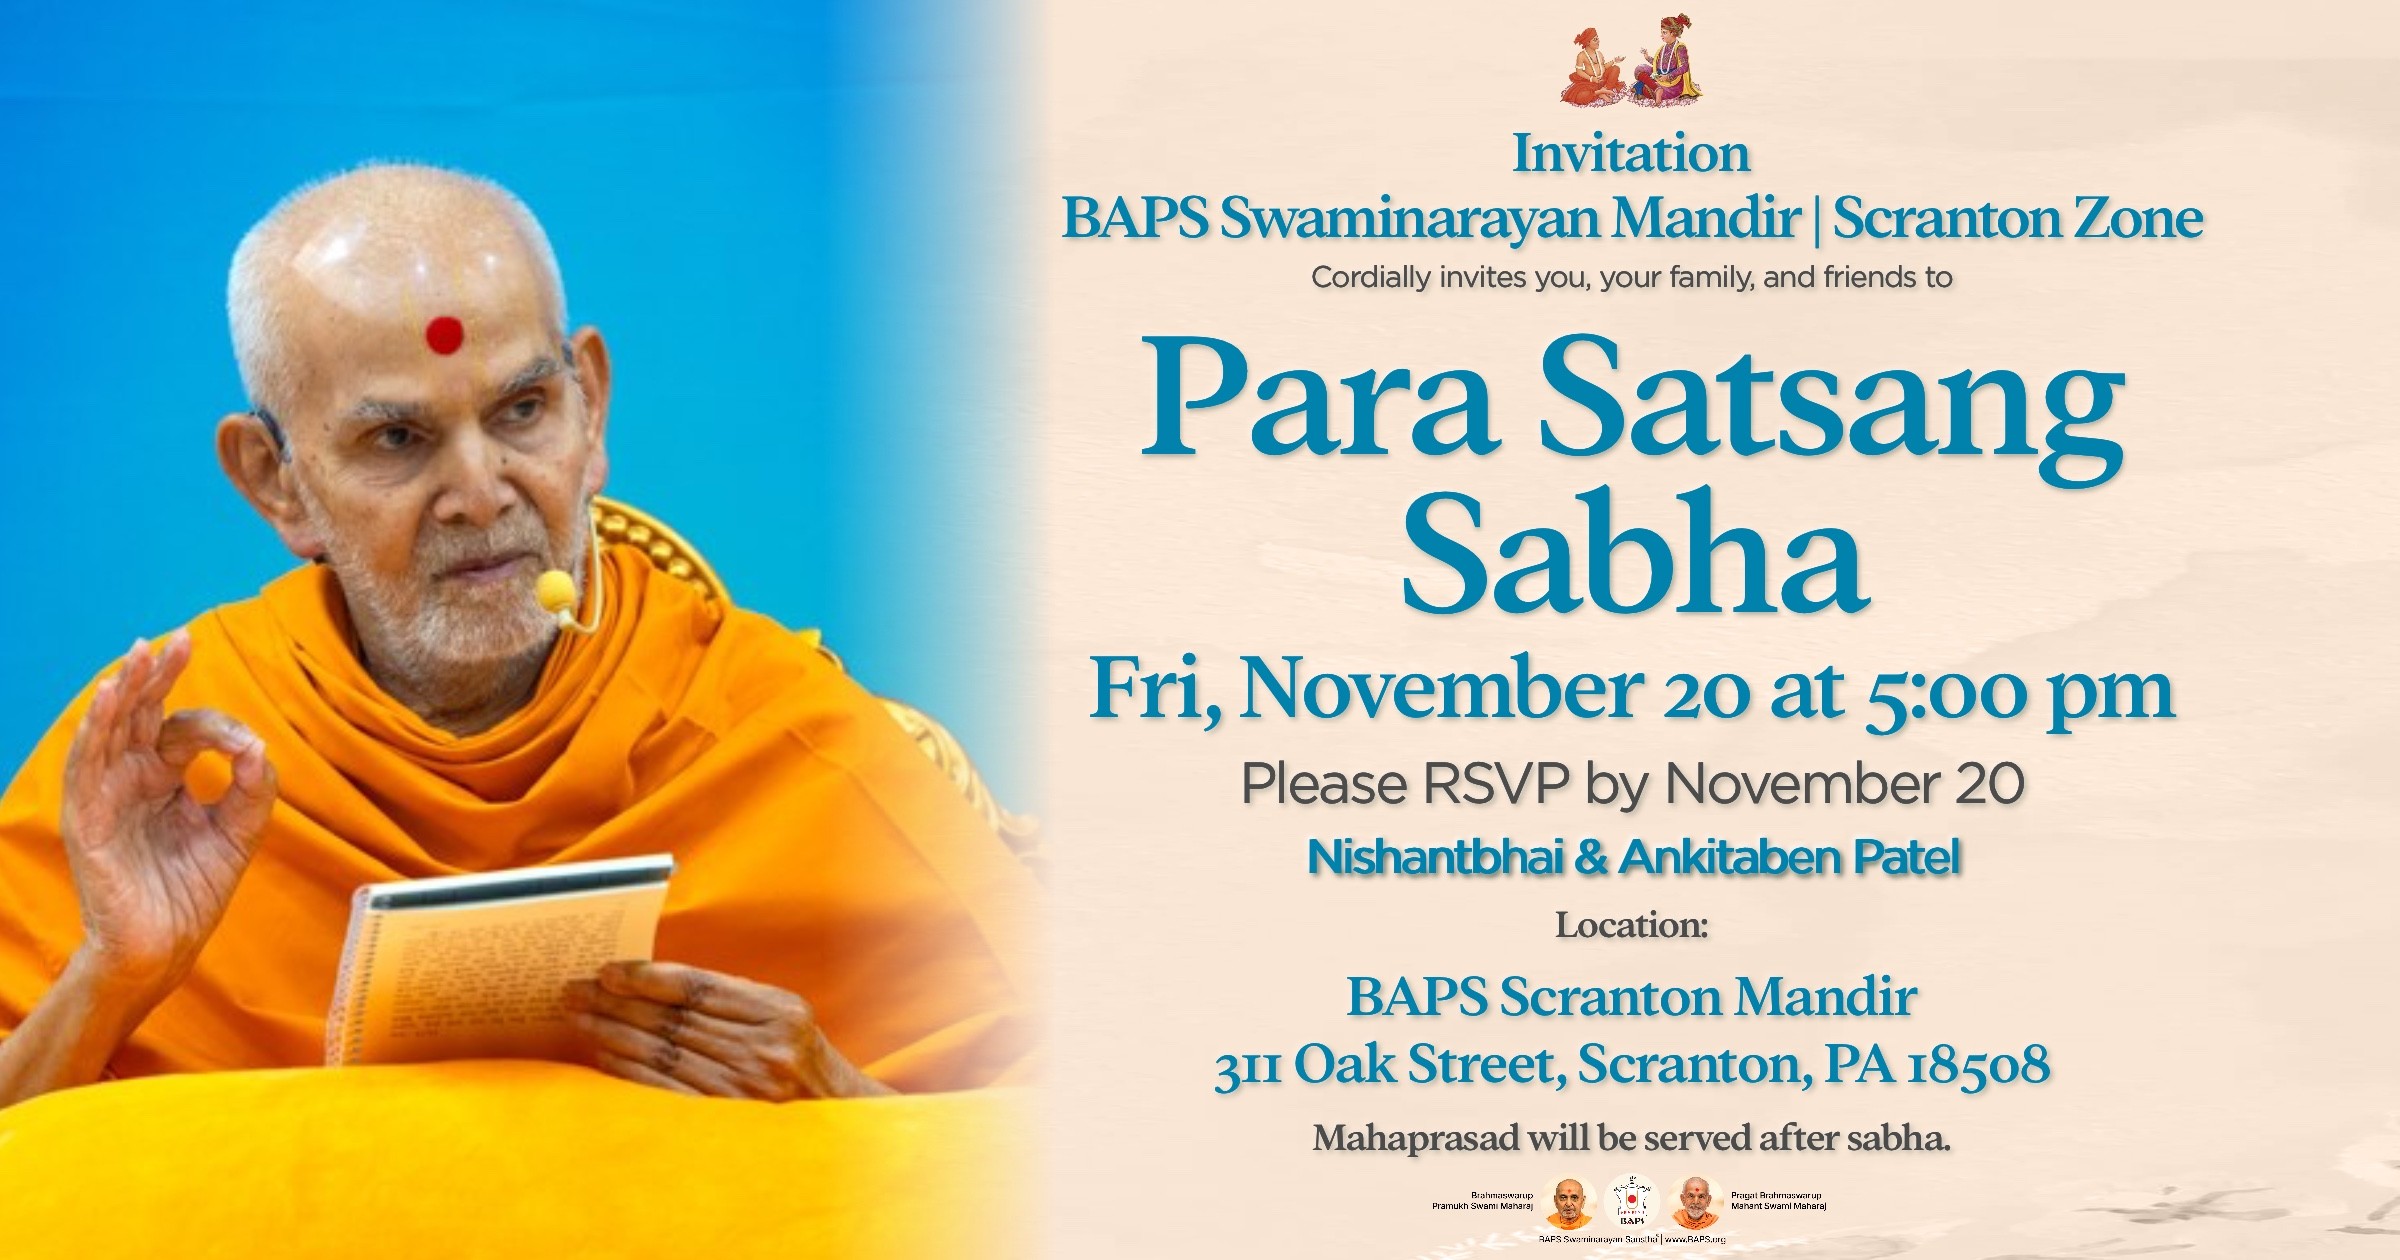 Invitation
BAPS Swaminarayan Mandir | Scranton Zone
Cordially invites you, your family, and friends to
Para Satsang
Sabha
Fri, November 20 at 5:00 pm
Please RSVP by November 20
Nishantbhai & Ankitaben Patel
Location:
BAPS Scranton Mandir
311 Oak Street, Scranton, PA 18508
Mahaprasad will be served after sabha.
Brahmaswarup
Pramukh Swami Maharaj
BAPS
Pragat Brahmaswarup
Mahant Swami Maharaj
BAPS Swaminarayan Sanstha | www.BAPS.org